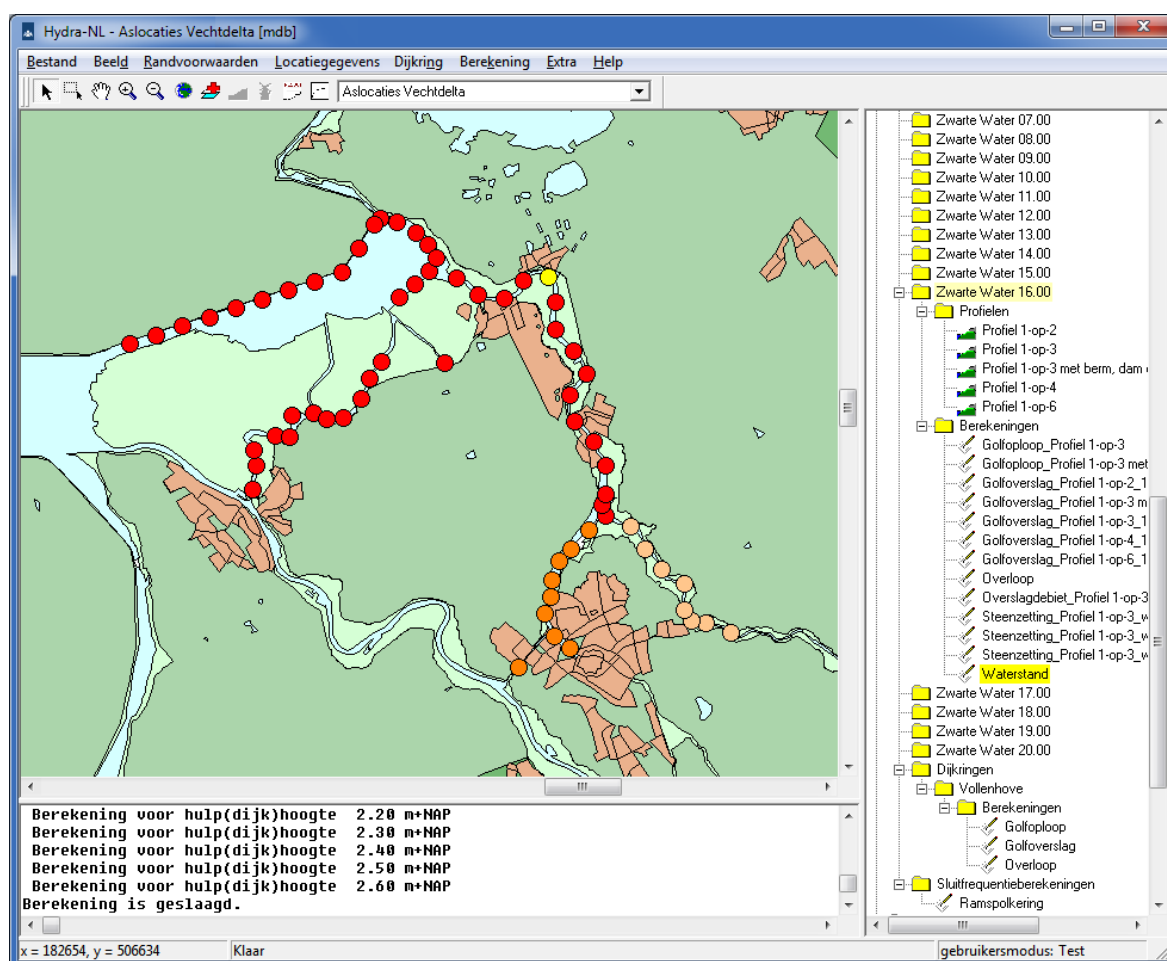 Hydra-NL - Aslocaties Vechtdelta [mdb]
Bestand Beeld Randvoorwaarden Locatiegegevens Dijkring Berekening Extra Help
Aslocaties Vechtdelta
Zwarte Water 07.00
Zwarte Water 08.00
Zwarte Water 09.00
Zwarte Water 10.00
Zwarte Water 11.00
Zwarte Water 12.00
Zwarte Water 13.00
Zwarte Water 14.00
Zwarte Water 15.00
Zwarte Water 16.00
Profielen
Profiel 1-op-2
Profiel 1-op-3
Profiel 1-op-3 met berm, dam
Profiel 1-op-4
Profiel 1-op-6
Berekeningen
Golfoploop_Profiel 1-op-3
Golfoploop_Profiel 1-op-3 met
Golfoverslag_Profiel 1-op-2_1
Golfoverslag_Profiel 1-op-3 m
Golfoverslag_Profiel 1-op-3_1
Golfoverslag_Profiel 1-op-4_1
Golfoverslag_Profiel 1-op-6_1
Overloop
Overslagdebiet_Profiel 1-op-3
Steenzetting_Profiel 1-op-3_w
Steenzetting_Profiel 1-op-3_w
Steenzetting_Profiel 1-op-3_w
Waterstand
Zwarte Water 17.00
Zwarte Water 18.00
Zwarte Water 19.00
Zwarte Water 20.00
Dijkringen
Vollenhove
Berekeningen
Golfoploop
Golfoverslag
Overloop
Sluitfrequentieberekeningen
Ramspolkering
Berekening voor hulp(dijk)hoogte 2.20 m+NAP
Berekening voor hulp(dijk)hoogte 2.30 m+NAP
Berekening voor hulp(dijk)hoogte 2.40 m+NAP
Berekening voor hulp(dijk)hoogte 2.50 m+NAP
Berekening voor hulp(dijk)hoogte 2.60 m+NAP
Berekening is geslaagd.
x = 182654, y = 506634 Klaar gebruikersmodus: Test